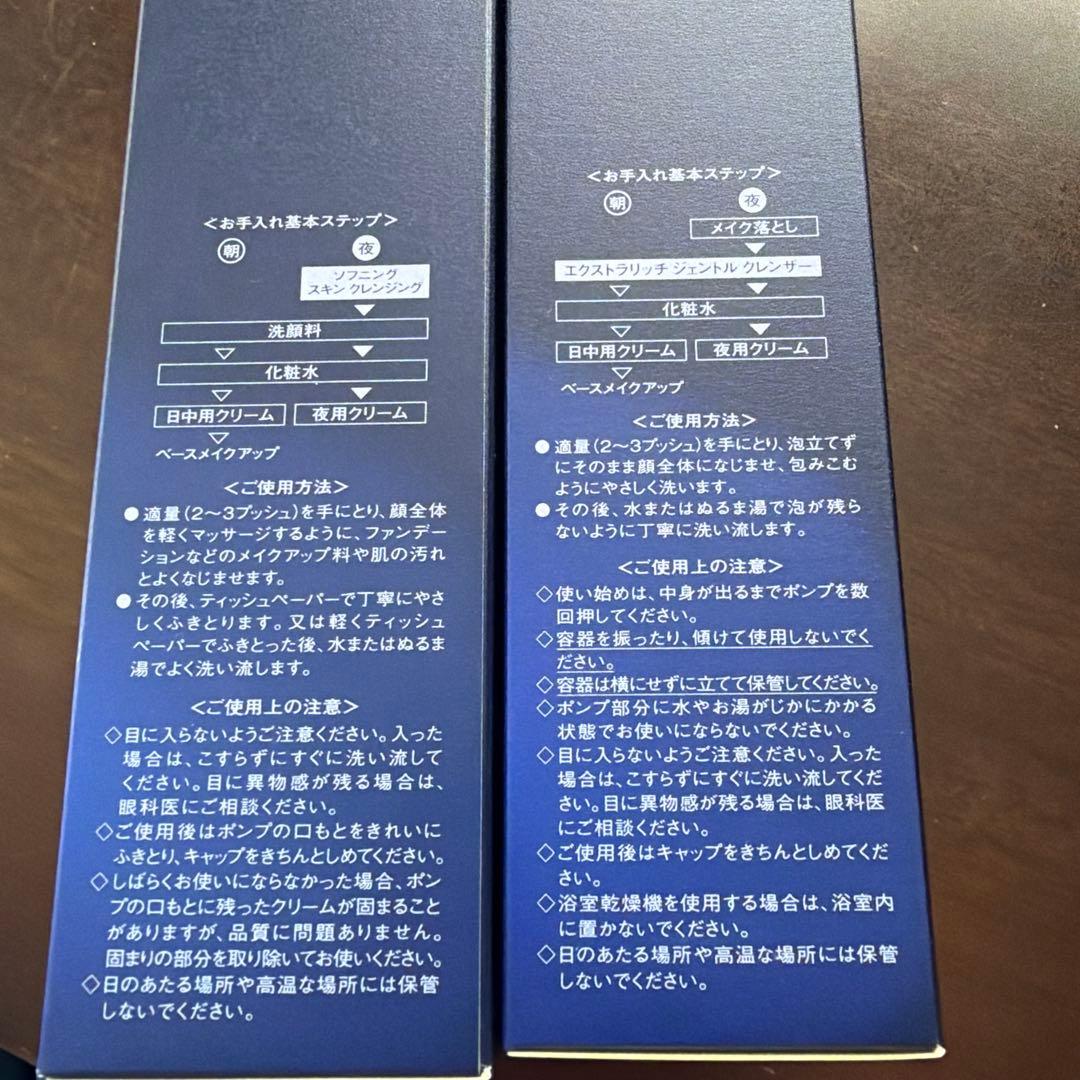 ＜お手入れ基本ステップ＞
朝 夜
ソフニング
スキン クレンジング
洗顔料
化粧水
日中用クリーム 夜用クリーム
ベースメイクアップ
＜ご使用方法＞
●適量（2〜3プッシュ）を手にとり、顔全体
を軽くマッサージするように、ファンデー
ションなどのメイクアップ料や肌の汚れ
とよくなじませます。
●その後、ティッシュペーパーで丁寧にやさ
しくふきとります。又は軽くティッシュ
ペーパーでふきとった後、水またはぬるま
湯でよく洗い流します。
＜ご使用上の注意＞
◇目に入らないようご注意ください。入った
場合は、こすらずにすぐに洗い流して
ください。目に異物感が残る場合は、
眼科医にご相談ください。
◇ご使用後はポンプの口もとをきれいに
ふきとり、キャップをきちんとしめてください。
◇しばらくお使いにならなかった場合、ポン
プの口もとに残ったクリームが固まること
がありますが、品質に問題ありません。
固まりの部分を取り除いてお使いください。
◇日のあたる場所や高温な場所には保管
しないでください。
＜お手入れ基本ステップ＞
朝 夜
メイク落とし
エクストラリッチ ジェントル クレンザー
化粧水
日中用クリーム 夜用クリーム
ベースメイクアップ
＜ご使用方法＞
●適量（2〜3プッシュ）を手にとり、泡立てず
にそのまま顔全体になじませ、包みこむ
ようにやさしく洗います。
●その後、水またはぬるま湯で泡が残ら
ないように丁寧に洗い流します。
＜ご使用上の注意＞
◇使い始めは、中身が出るまでポンプを数
回押してください。
◇容器を振ったり、傾けて使用しないでく
ださい。
◇容器は横にせずに立てて保管してください。
◇ポンプ部分に水やお湯がじかにかかる
状態でお使いにならないでください。
◇目に入らないようご注意ください。入った
場合は、こすらずにすぐに洗い流してくだ
さい。目に異物感が残る場合は、眼科医
にご相談ください。
◇ご使用後はキャップをきちんとしめてくだ
さい。
◇浴室乾燥機を使用する場合は、浴室内
に置かないでください。
◇日のあたる場所や高温な場所には保管
しないでください。